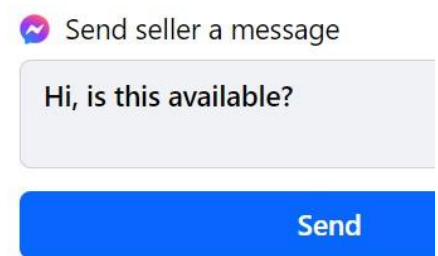 Send seller a message
Hi, is this available?
Send